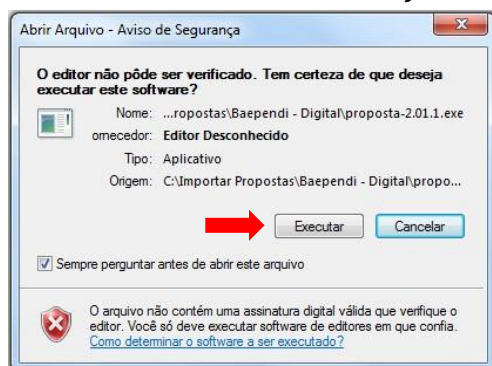 Abrir Arquivo - Aviso de Segurança
O editor não pôde ser verificado. Tem certeza de que deseja
executar este software?
Nome: ...ropostas\Baependi - Digital\proposta-2.01.1.exe
omecedor: Editor Desconhecido
Tipo: Aplicativo
Origem: C:\Importar Propostas\Baependi - Digital\propo...
Executar Cancelar
Sempre perguntar antes de abrir este arquivo
O arquivo não contém uma assinatura digital válida que verifique o
editor. Você só deve executar software de editores em que confia.
Como determinar o software a ser executado?